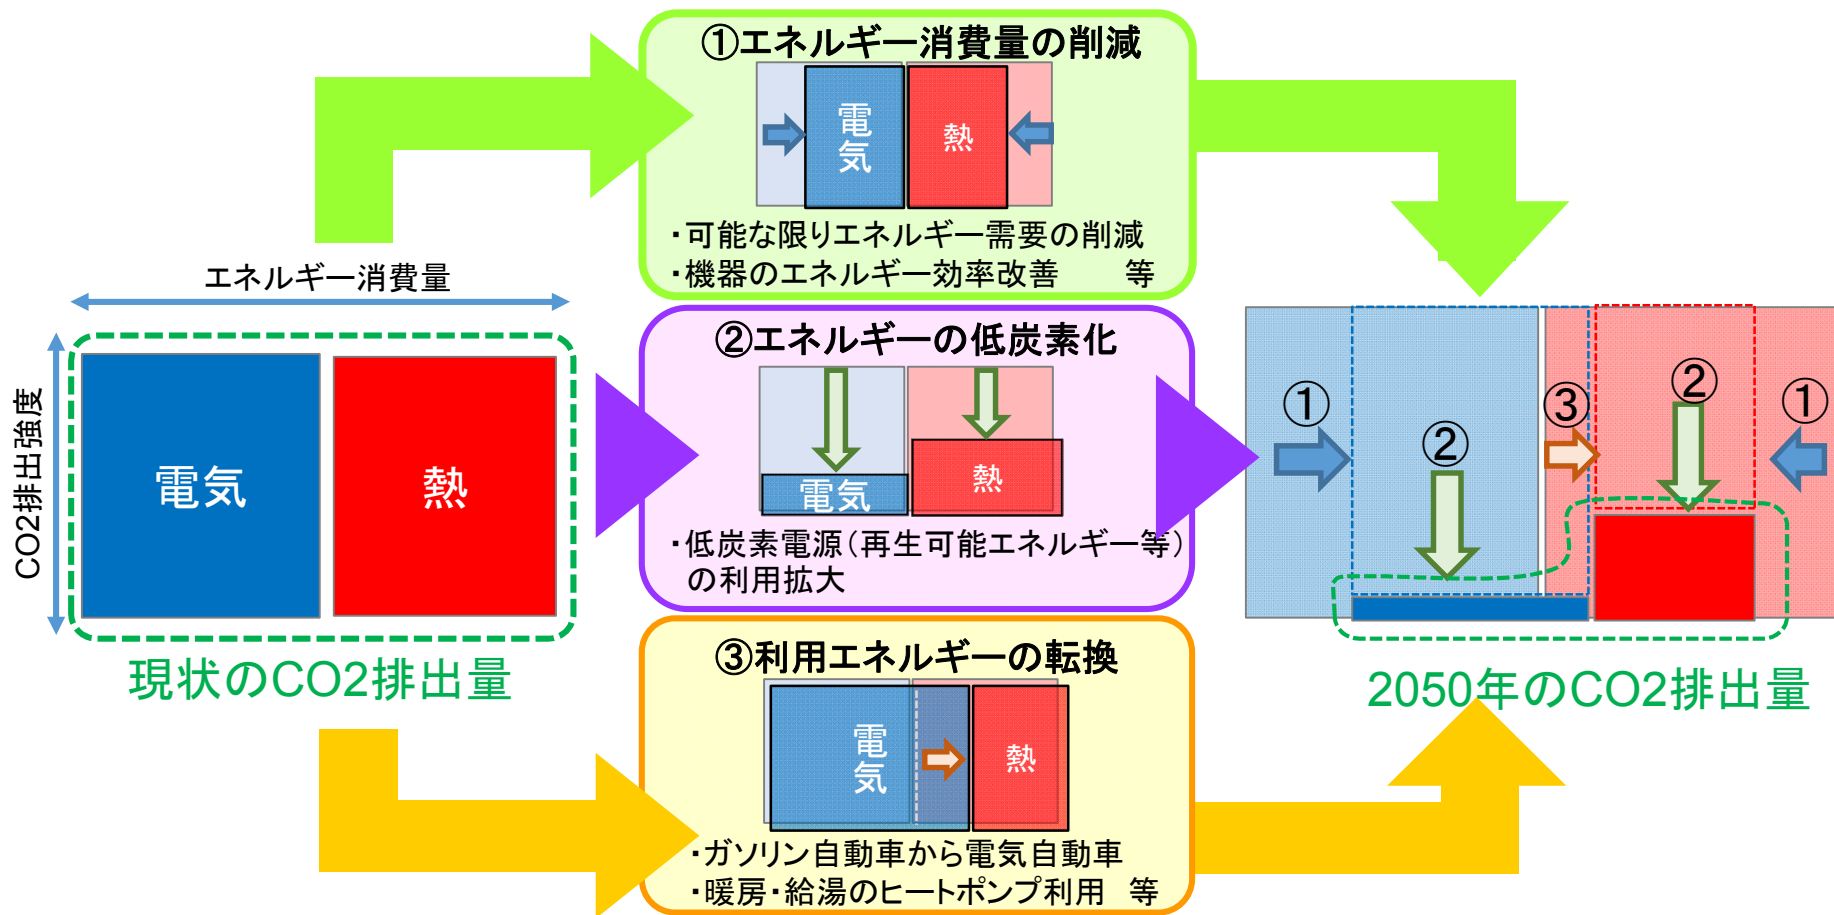 ①エネルギー消費量の削減
電気
熱
・可能な限りエネルギー需要の削減
・機器のエネルギー効率改善　　等
エネルギー消費量
CO2排出強度
電気
熱
現状のCO2排出量
②エネルギーの低炭素化
電気
熱
・低炭素電源（再生可能エネルギー等）
の利用拡大
③利用エネルギーの転換
電気
熱
・ガソリン自動車から電気自動車
・暖房・給湯のヒートポンプ利用　等
①
②
③
②
①
2050年のCO2排出量